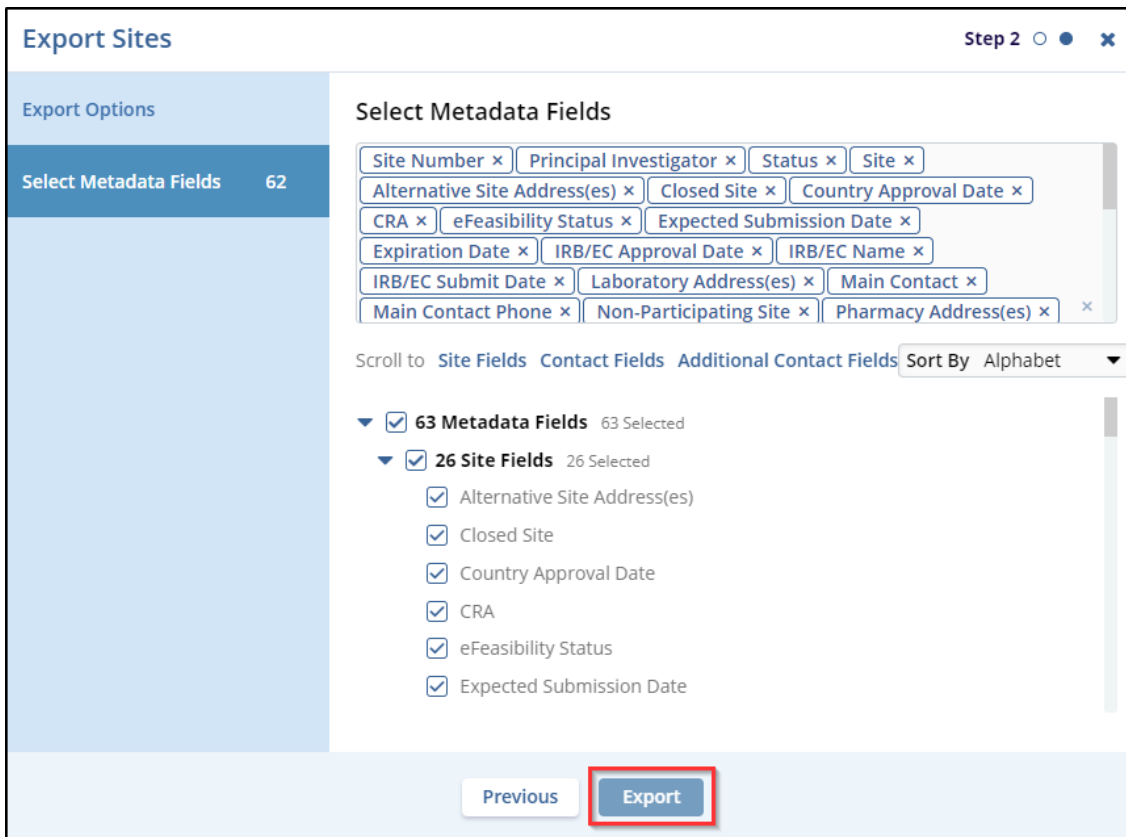 Export Sites
Step 2
Export Options
Select Metadata Fields 62
Select Metadata Fields
Site Number × Principal Investigator × Status × Site ×
Alternative Site Address(es) × Closed Site × Country Approval Date ×
CRA × eFeasibility Status × Expected Submission Date ×
Expiration Date × IRB/EC Approval Date × IRB/EC Name ×
IRB/EC Submit Date × Laboratory Address(es) × Main Contact ×
Main Contact Phone × Non-Participating Site × Pharmacy Address(es) ×
Scroll to Site Fields Contact Fields Additional Contact Fields Sort By Alphabet
63 Metadata Fields 63 Selected
26 Site Fields 26 Selected
Alternative Site Address(es)
Closed Site
Country Approval Date
CRA
eFeasibility Status
Expected Submission Date
Previous Export